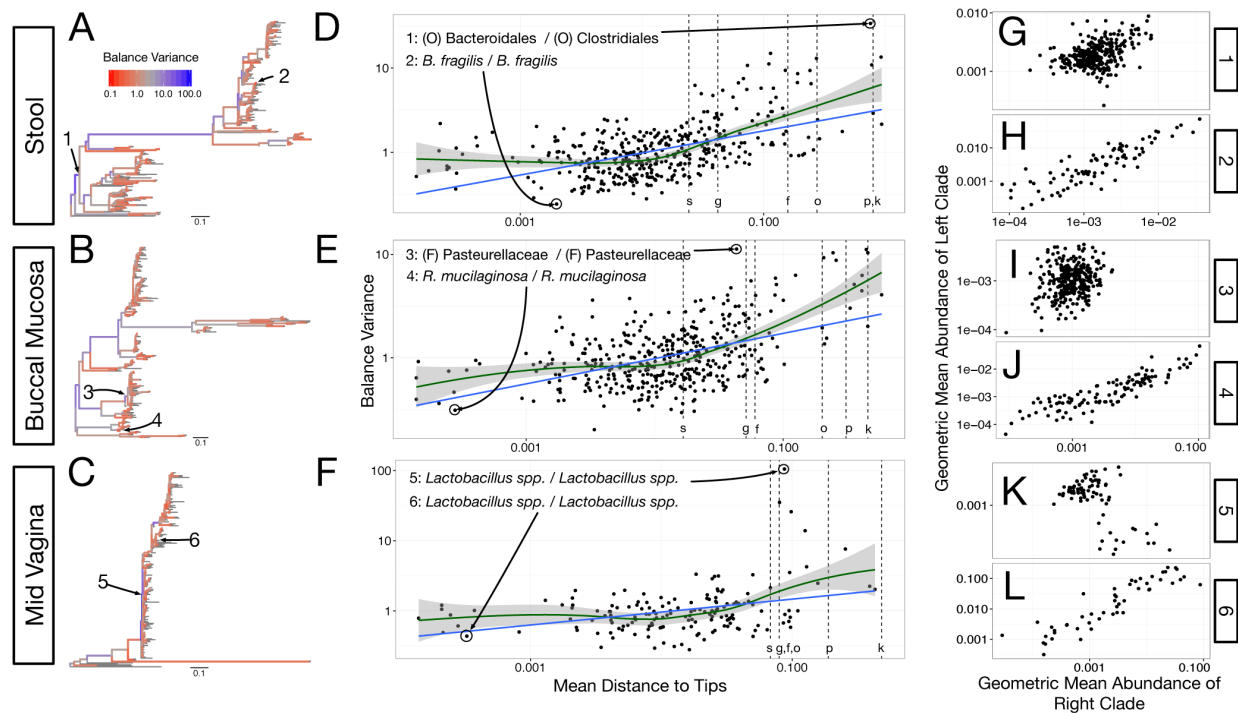 Stool
A
Balance Variance
0.1 1.0 10.0 100.0
1
2
0.1
Buccal Mucosa
B
3
4
0.1
Mid Vagina
C
5
6
0.1
D
1: (O) Bacteroidales / (O) Clostridiales
2: B. fragilis / B. fragilis
10
1
s g f o p,k
0.001 0.100
E
3: (F) Pasteurellaceae / (F) Pasteurellaceae
4: R. mucilaginosa / R. mucilaginosa
10
1
Balance Variance
s g f o p k
0.001 0.100
F
5: Lactobacillus spp. / Lactobacillus spp.
6: Lactobacillus spp. / Lactobacillus spp.
100
10
1
s g,f,o p k
0.001 0.100
Mean Distance to Tips
Geometric Mean Abundance of Left Clade
G
0.010
0.001
1
H
0.010
0.001
1e-04 1e-03 1e-02
2
I
1e-03
1e-04
3
J
1e-02
1e-03
1e-04
0.001 0.100
4
K
0.001
5
L
0.100
0.010
0.001
0.001 0.100
6
Geometric Mean Abundance of
Right Clade